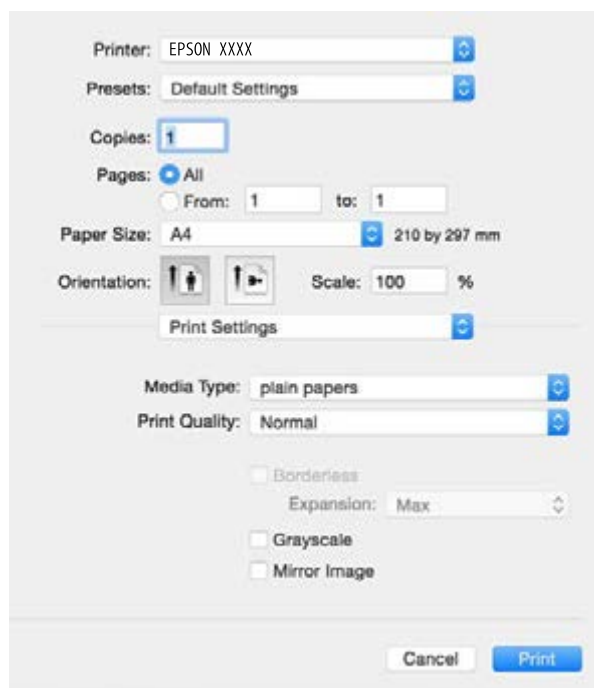 Printer: EPSON XXXX
Presets: Default Settings
Copies: 1
Pages: All
From: 1 to: 1
Paper Size: A4 210 by 297 mm
Orientation: Scale: 100 %
Print Settings
Media Type: plain papers
Print Quality: Normal
Borderless
Expansion: Max
Grayscale
Mirror Image
Cancel Print